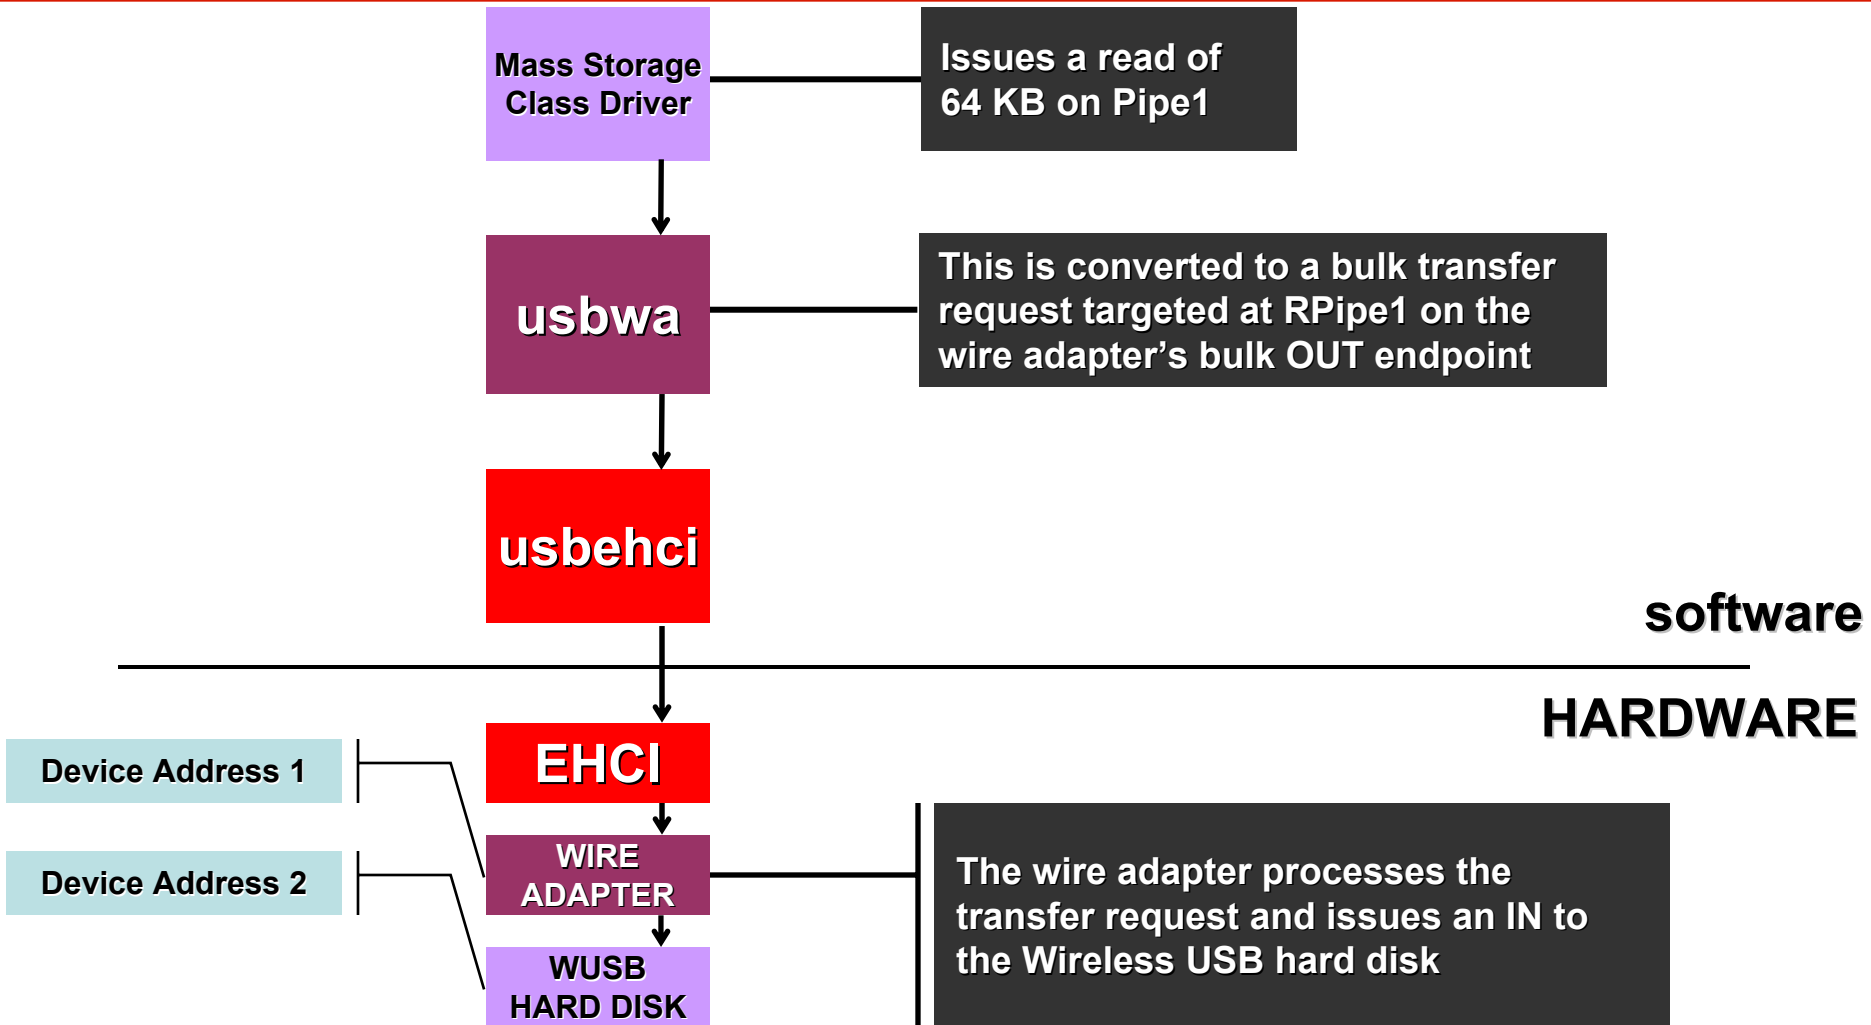 Mass Storage
Class Driver
Issues a read of
64 KB on Pipe1
usbwa
This is converted to a bulk transfer
request targeted at RPipe1 on the
wire adapter’s bulk OUT endpoint
usbehci
software
HARDWARE
EHCI
Device Address 1
WIRE
ADAPTER
Device Address 2
The wire adapter processes the
transfer request and issues an IN to
the Wireless USB hard disk
WUSB
HARD DISK